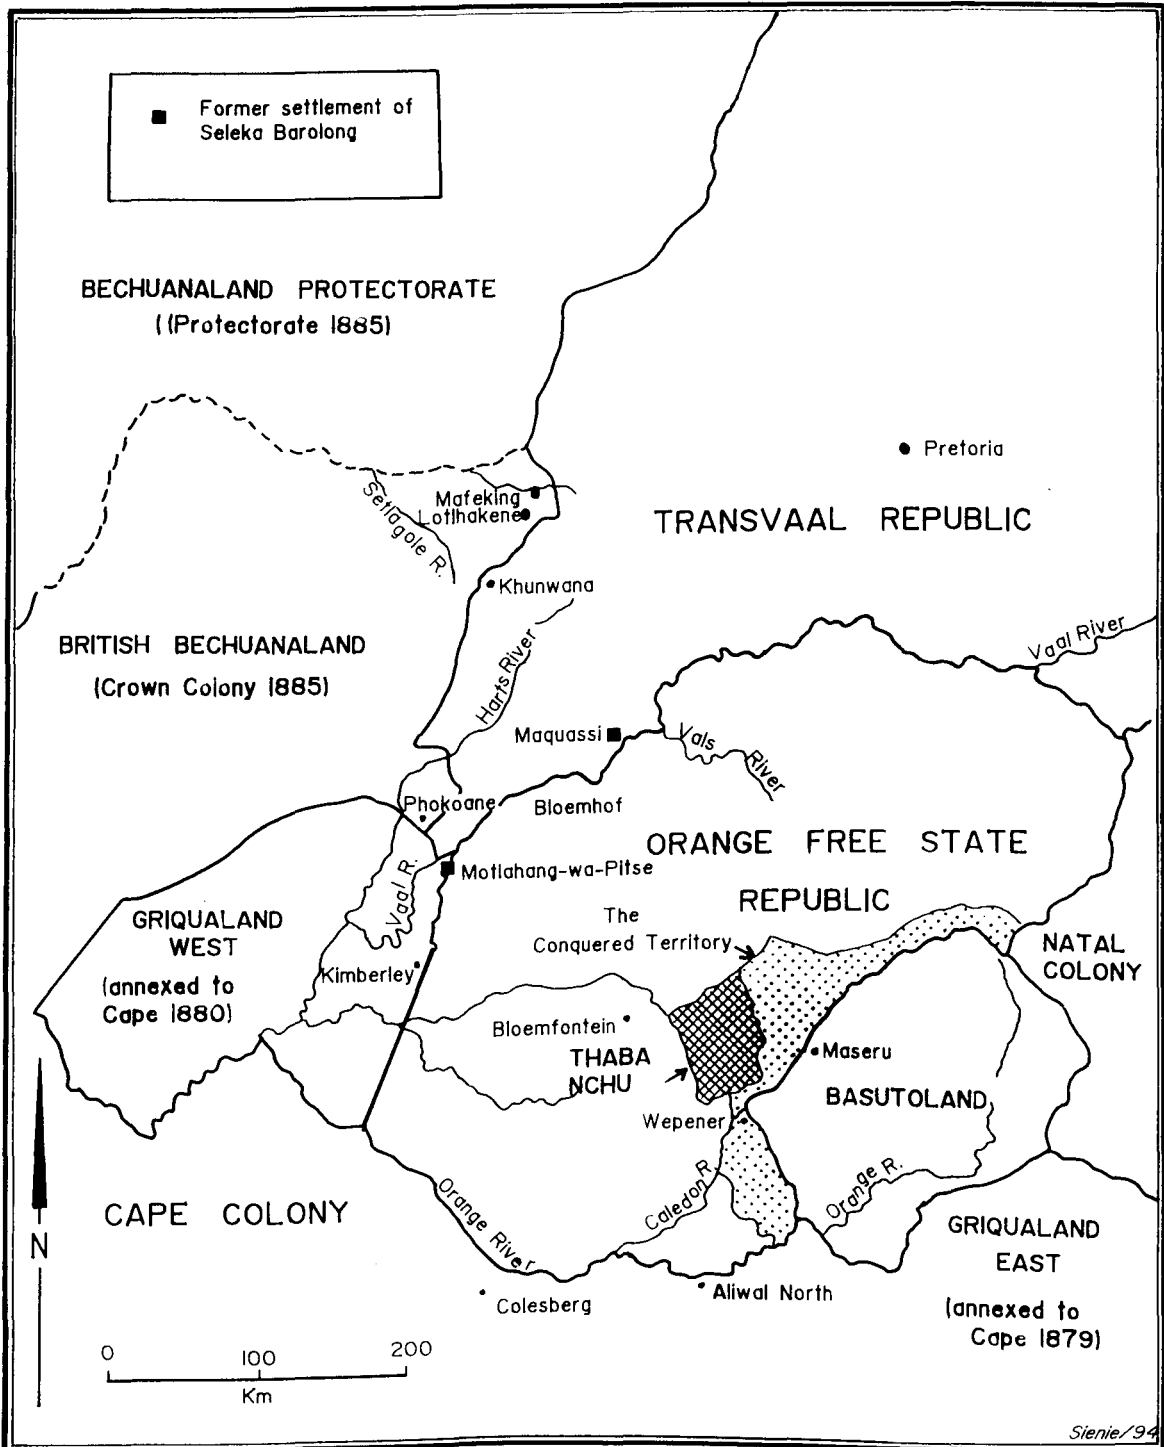 Former settlement of
Seleka Barolong
BECHUANALAND PROTECTORATE
((Protectorate 1885)
Pretoria
Mafeking
Lotlhakene
Setlagole R.
TRANSVAAL REPUBLIC
Khunwana
BRITISH BECHUANALAND
(Crown Colony 1885)
Harts River
Vaal River
Maquassi
Vals River
Phokoane
Bloemhof
ORANGE FREE STATE
REPUBLIC
Motlahang-wa-Pitse
Vaal R.
GRIQUALAND
WEST
(annexed to
Cape 1880)
The
Conquered Territory
NATAL
COLONY
Kimberley
Bloemfontein
THABA
NCHU
Maseru
BASUTOLAND
Wepener
Caledon R.
Orange R.
CAPE COLONY
Orange River
GRIQUALAND
EAST
(annexed to
Cape 1879)
Colesberg
Aliwal North
N
0 100 200
Km
Sienie/94